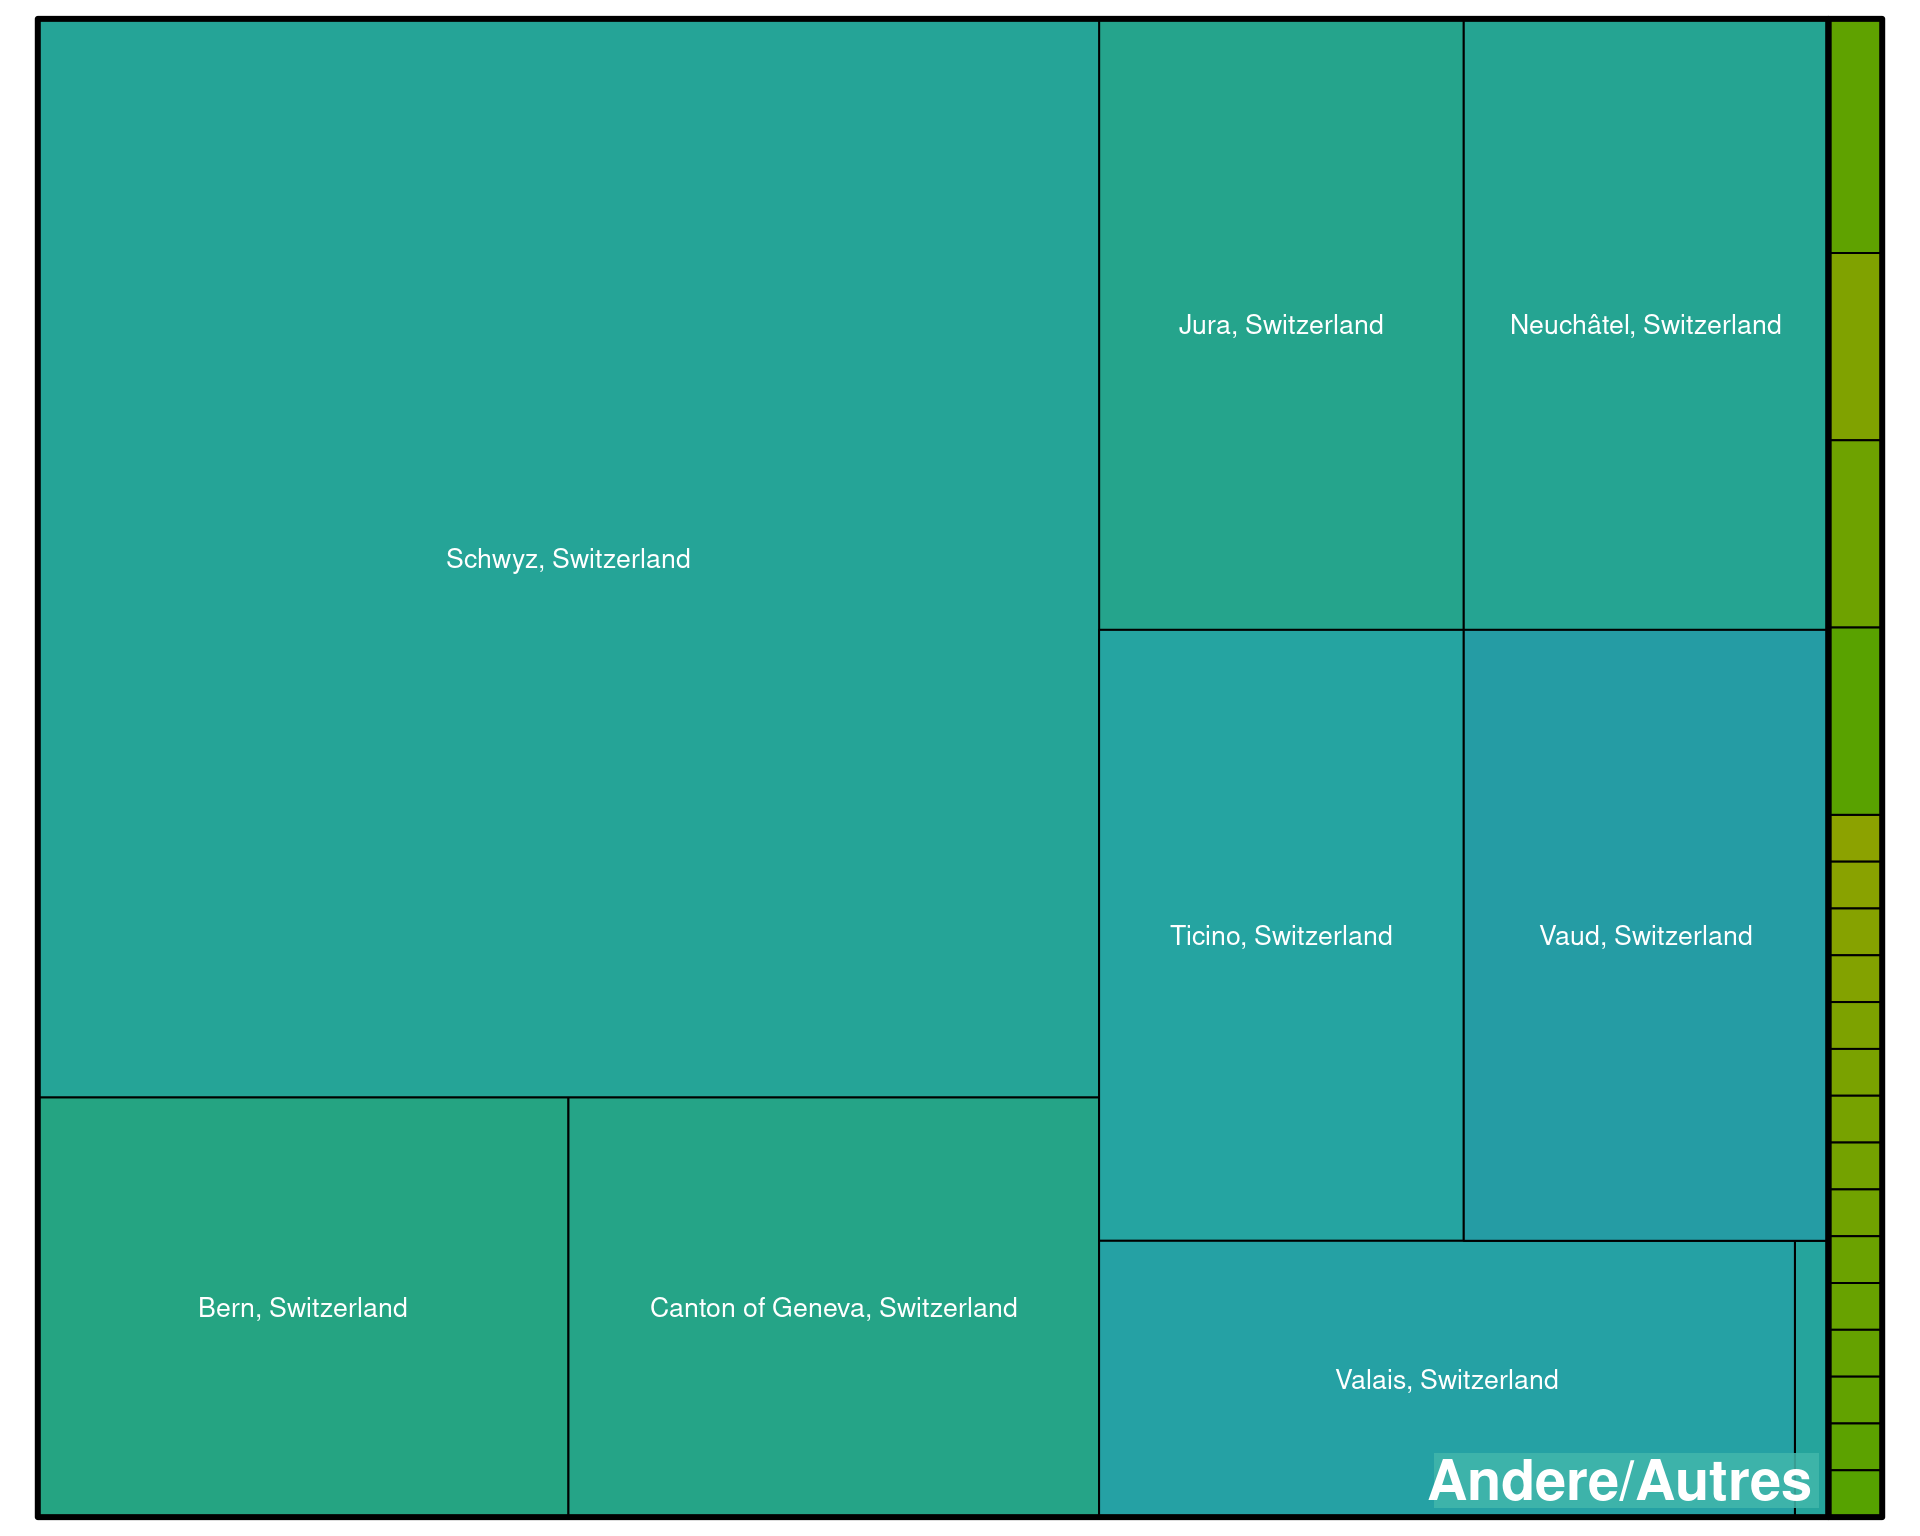 Schwyz, Switzerland
Jura, Switzerland
Neuchâtel, Switzerland
Ticino, Switzerland
Vaud, Switzerland
Bern, Switzerland
Canton of Geneva, Switzerland
Valais, Switzerland
Andere/Autres